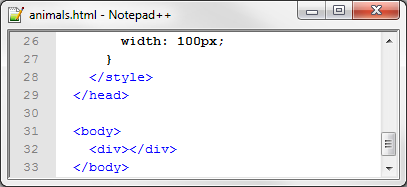 animals.html - Notepad++
26 width: 100px;
27 }
28 </style>
29 </head>
30
31 <body>
32 <div></div>
33 </body>